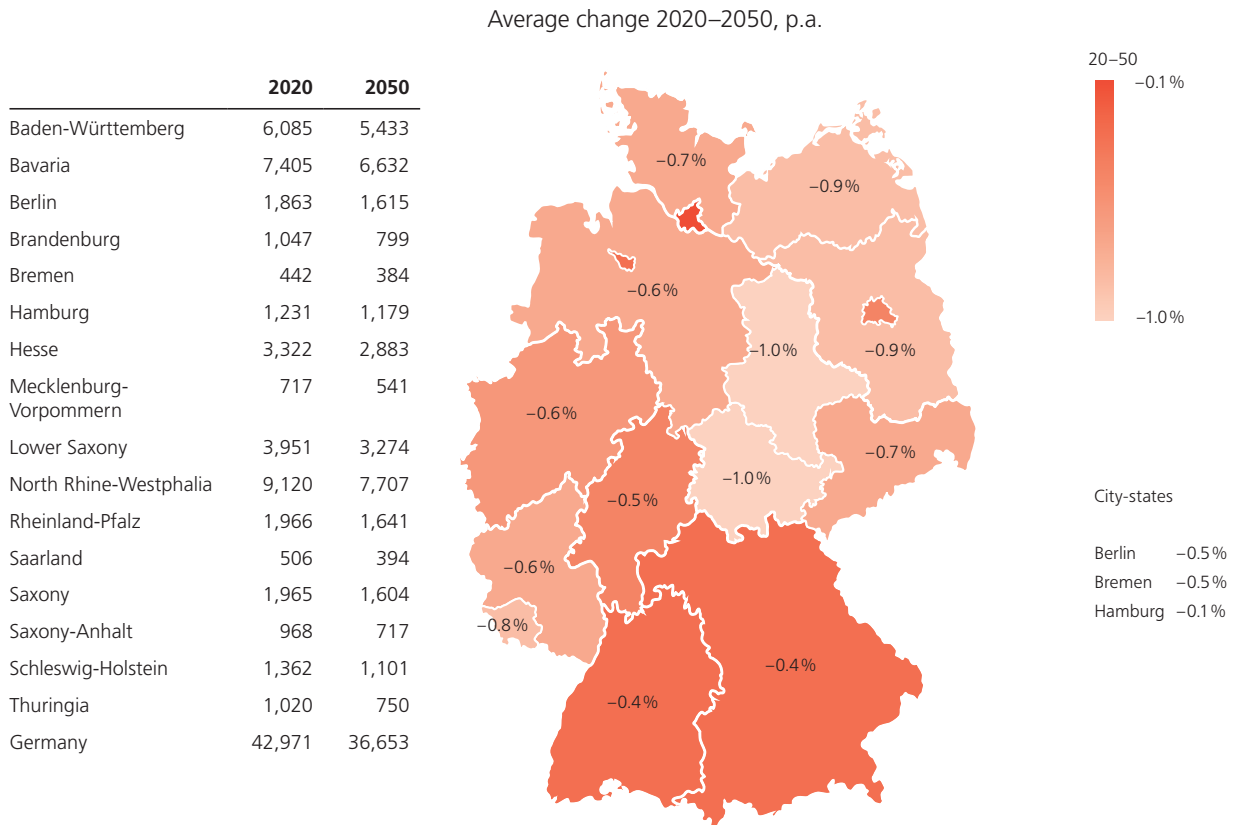 Average change 2020–2050, p.a.
2020 2050
Baden-Württemberg 6,085 5,433
Bavaria 7,405 6,632
Berlin 1,863 1,615
Brandenburg 1,047 799
Bremen 442 384
Hamburg 1,231 1,179
Hesse 3,322 2,883
Mecklenburg- 717 541
Vorpommern
Lower Saxony 3,951 3,274
North Rhine-Westphalia 9,120 7,707
Rheinland-Pfalz 1,966 1,641
Saarland 506 394
Saxony 1,965 1,604
Saxony-Anhalt 968 717
Schleswig-Holstein 1,362 1,101
Thuringia 1,020 750
Germany 42,971 36,653
−0.7 %
−0.9 %
−0.6 %
−1.0 %
−0.9 %
−0.6 %
−0.7 %
−1.0 %
−0.5 %
−0.6 %
−0.8 %
−0.4 %
−0.4 %
20–50
−0.1 %
−1.0 %
City-states
Berlin −0.5 %
Bremen −0.5 %
Hamburg −0.1 %